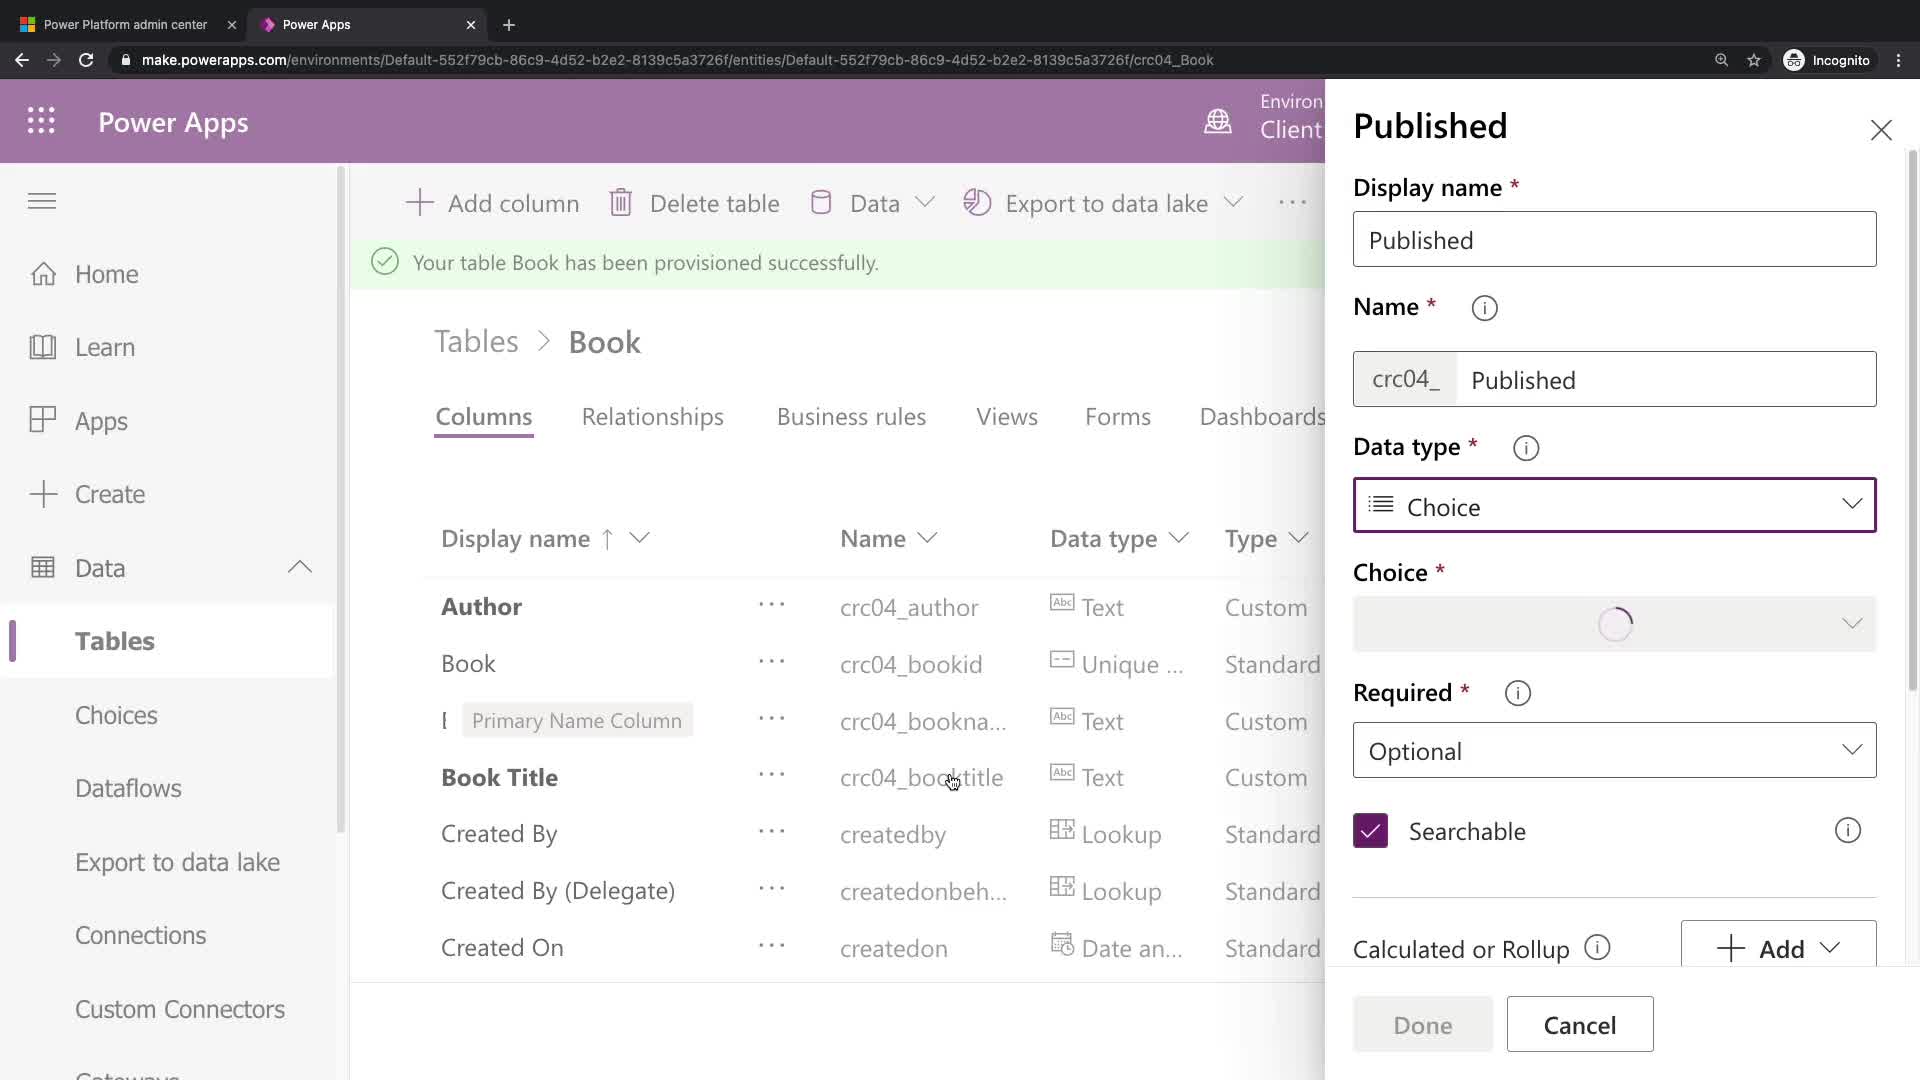 Power Platform admin center
Power Apps
make.powerapps.com/environments/Default-552f79cb-86c9-4d52-b2e2-8139c5a3726f/entities/Default-552f79cb-86c9-4d52-b2e2-8139c5a3726f/crc04_Book
Incognito
Power Apps
Environ
Client
Home
Learn
Apps
Create
Data
Tables
Choices
Dataflows
Export to data lake
Connections
Custom Connectors
Gateways
Add column
Delete table
Data
Export to data lake
Your table Book has been provisioned successfully.
Tables > Book
Columns
Relationships
Business rules
Views
Forms
Dashboards
Display name ↑
Name
Data type
Type
Author ··· crc04_author Abc Text Custom
Book ··· crc04_bookid Unique ... Standard
Primary Name Column ··· crc04_bookna... Abc Text Custom
Book Title ··· crc04_booktitle Abc Text Custom
Created By ··· createdby Lookup Standard
Created By (Delegate) ··· createdonbeh... Lookup Standard
Created On ··· createdon Date an... Standard
Published
Display name *
Published
Name *
crc04_ Published
Data type *
Choice
Choice *
Required *
Optional
Searchable
Calculated or Rollup
Add
Done
Cancel